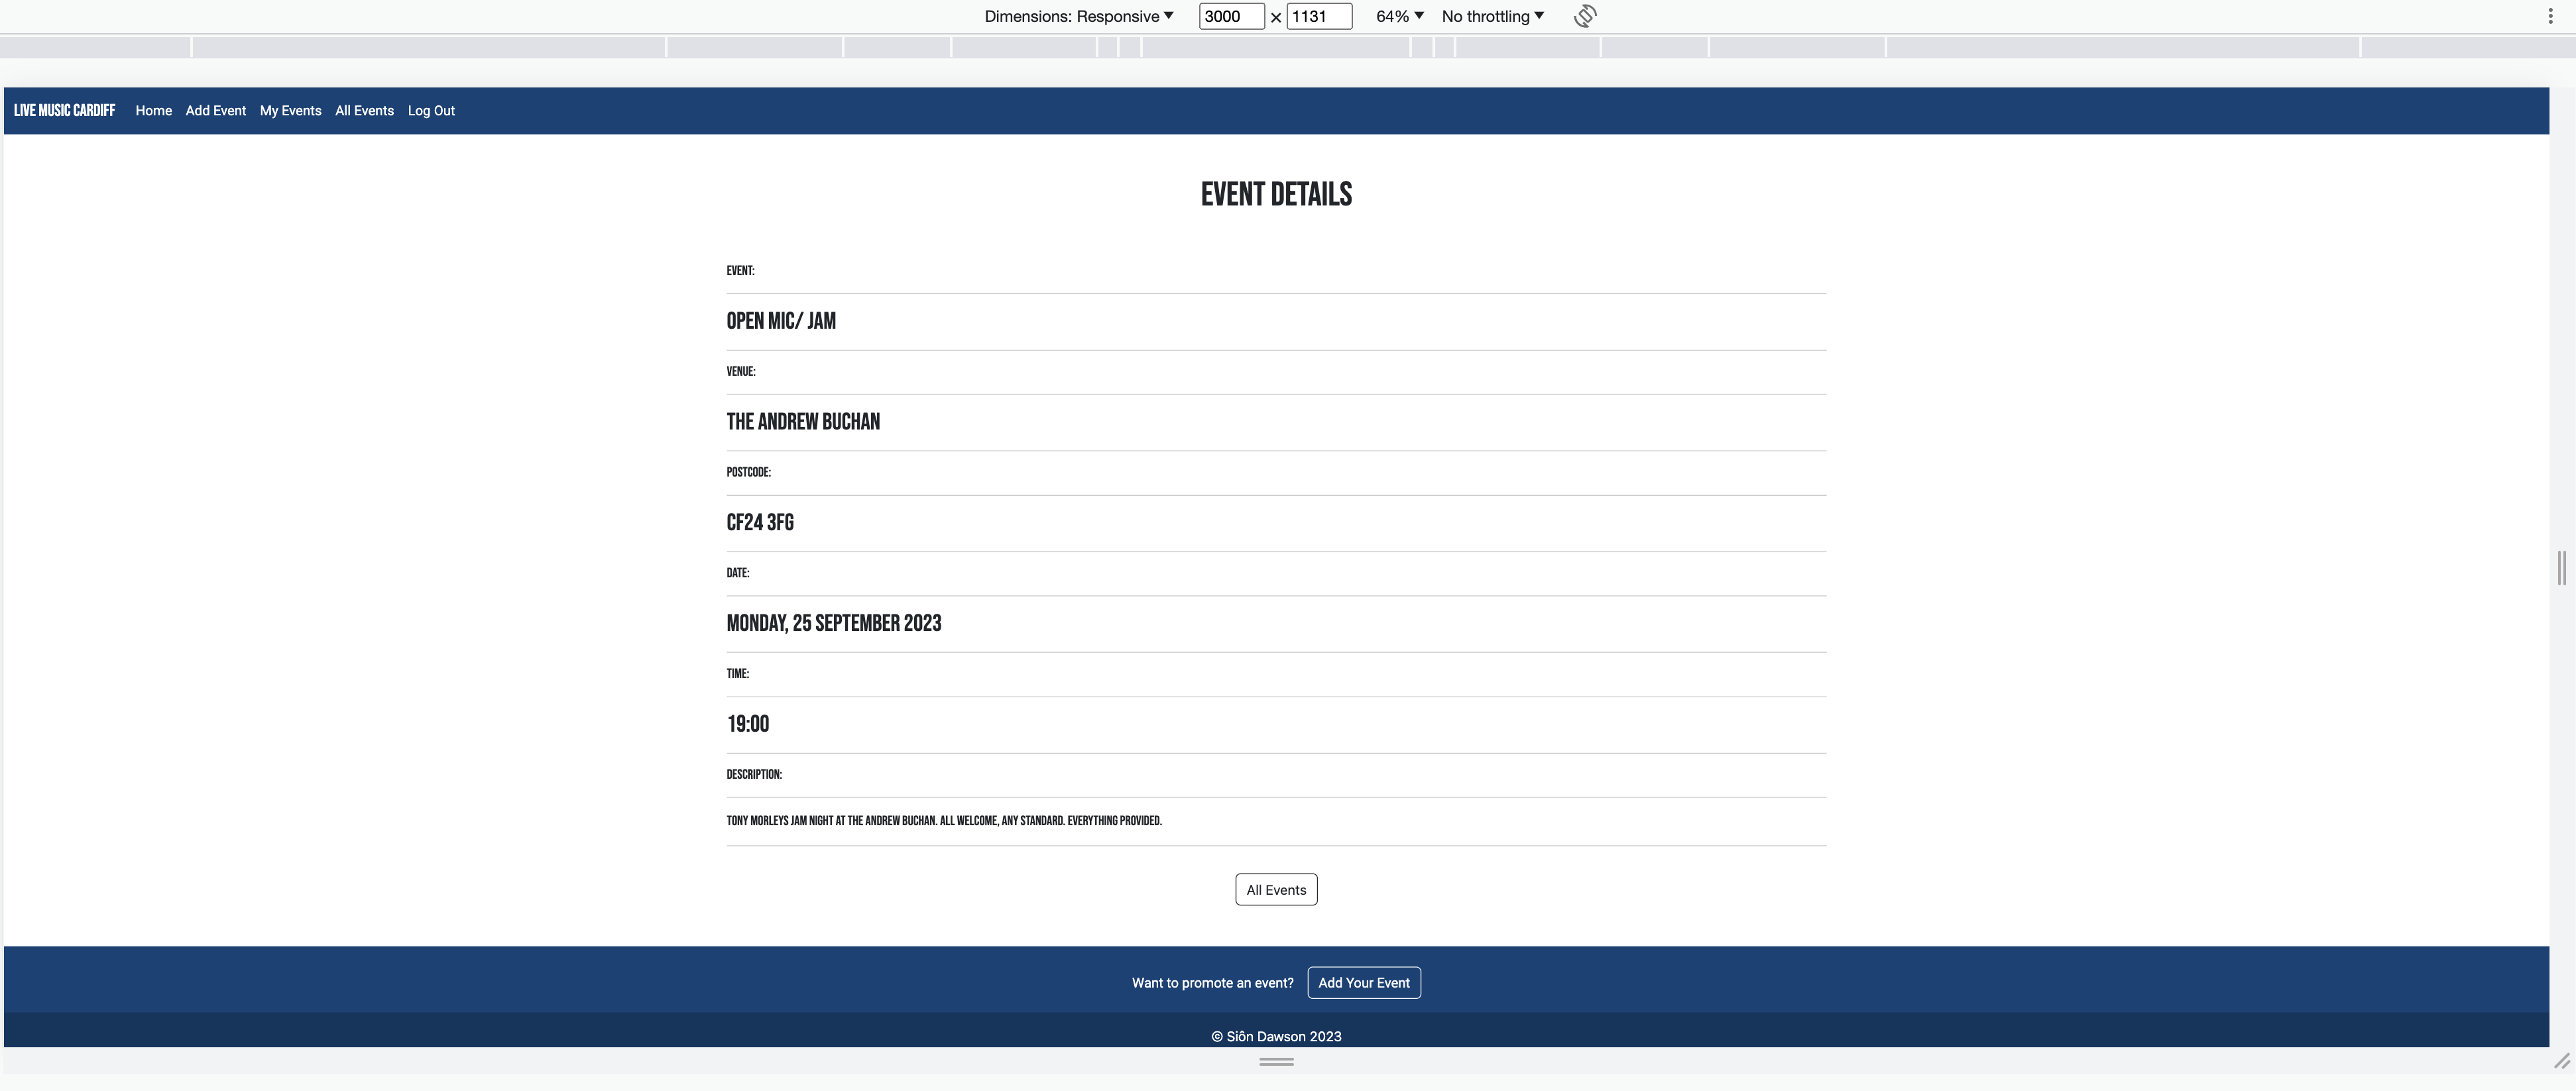 Dimensions: Responsive 3000 × 1131 64% No throttling
LIVE MUSIC CARDIFF Home Add Event My Events All Events Log Out
EVENT DETAILS
EVENT:
OPEN MIC/ JAM
VENUE:
THE ANDREW BUCHAN
POSTCODE:
CF24 3FG
DATE:
MONDAY, 25 SEPTEMBER 2023
TIME:
19:00
DESCRIPTION:
TONY MORLEYS JAM NIGHT AT THE ANDREW BUCHAN. ALL WELCOME, ANY STANDARD. EVERYTHING PROVIDED.
All Events
Want to promote an event? Add Your Event
© Siôn Dawson 2023